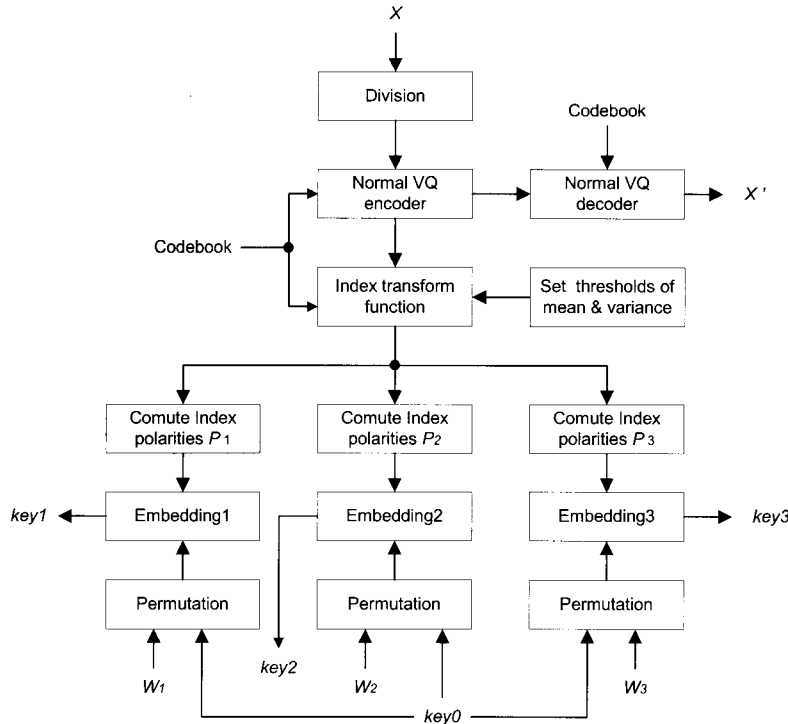 X
Division
Codebook
Normal VQ
encoder
Normal VQ
decoder
X'
Codebook
Index transform
function
Set thresholds of
mean & variance
Comute Index
polarities P1
Comute Index
polarities P2
Comute Index
polarities P3
key1
Embedding1
Embedding2
Embedding3
key3
Permutation
Permutation
Permutation
key2
W1
W2
key0
W3